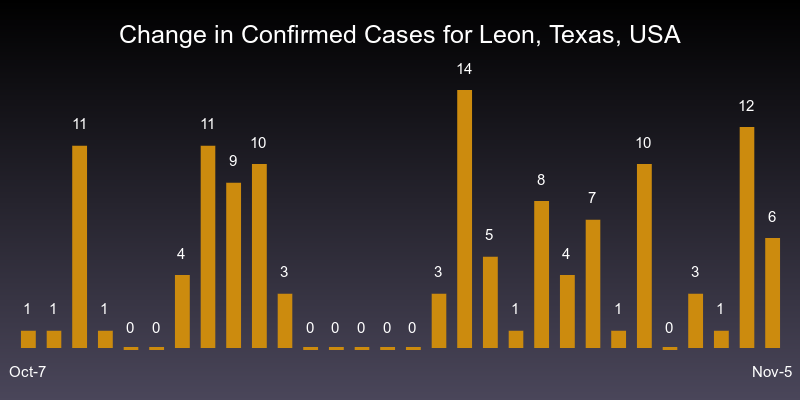 Change in Confirmed Cases for Leon, Texas, USA
1 1 11 1 0 0 4 11 9 10 3 0 0 0 0 0 3 14 5 1 8 4 7 1 10 0 3 1 12 6
Oct-7 Nov-5